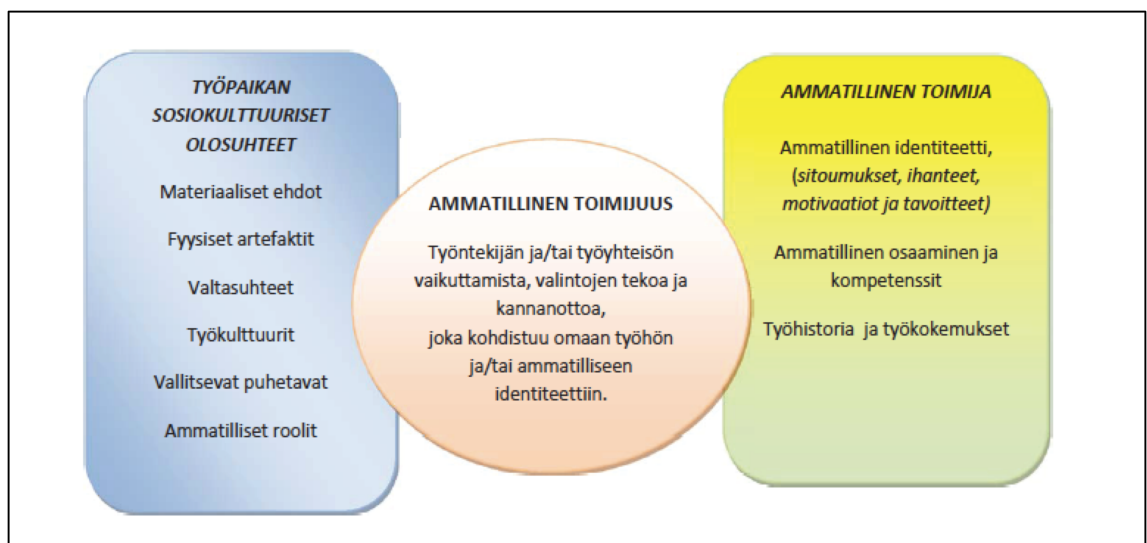 TYÖPAIKAN
SOSIOKULTTUURISET
OLOSUHTEET
Materiaaliset ehdot
Fyysiset artefaktit
Valtasuhteet
Työkulttuurit
Vallitsevat puhetavat
Ammatilliset roolit
AMMATILLINEN TOIMIJUUS
Työntekijän ja/tai työyhteisön
vaikuttamista, valintojen tekoa ja
kannanottoa,
joka kohdistuu omaan työhön
ja/tai ammatilliseen
identiteettiin.
AMMATILLINEN TOIMIJA
Ammatillinen identiteetti,
(sitoumukset, ihanteet,
motivaatiot ja tavoitteet)
Ammatillinen osaaminen ja
kompetenssit
Työhistoria ja työkokemukset